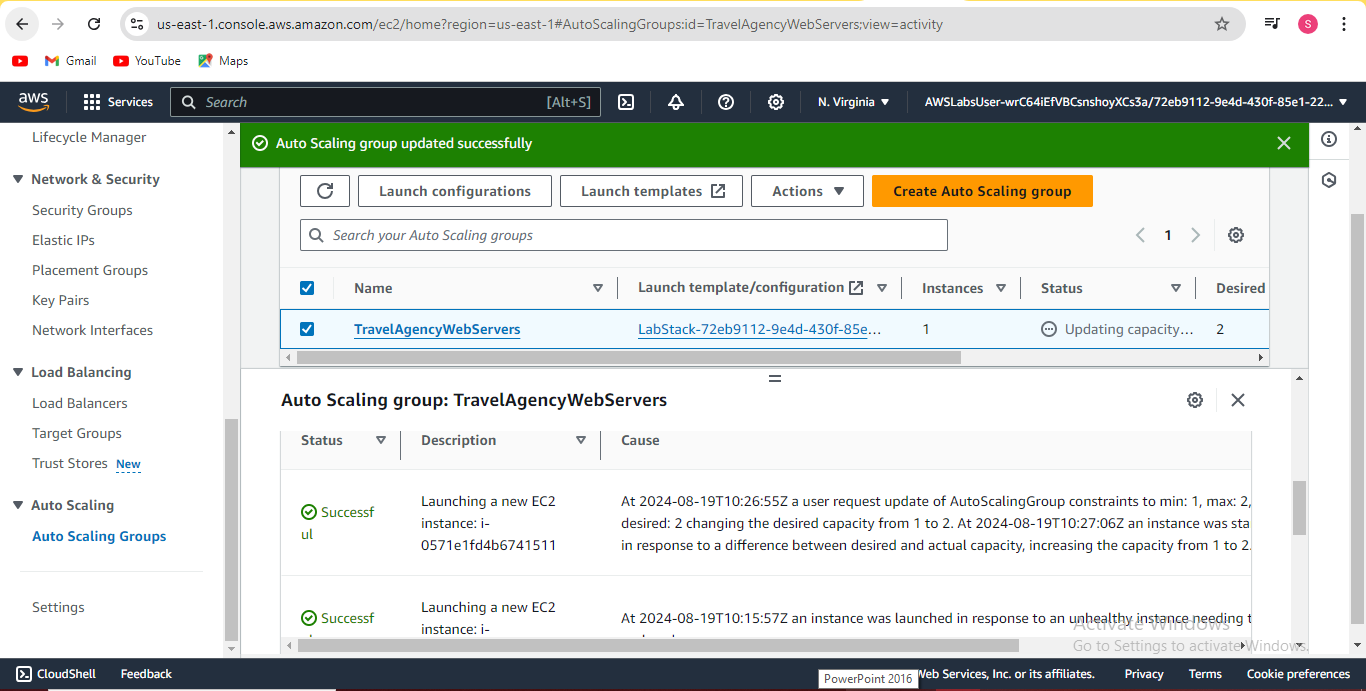 us-east-1.console.aws.amazon.com/ec2/home?region=us-east-1#AutoScalingGroups:id=TravelAgencyWebServers;view=activity
S
Gmail
YouTube
Maps
aws
Services
Search
[Alt+S]
N. Virginia
AWSLabsUser-wrC64iEfVBCsnshoyXCs3a/72eb9112-9e4d-430f-85e1-22...
Lifecycle Manager
Network & Security
Security Groups
Elastic IPs
Placement Groups
Key Pairs
Network Interfaces
Load Balancing
Load Balancers
Target Groups
Trust Stores New
Auto Scaling
Auto Scaling Groups
Settings
Auto Scaling group updated successfully
Launch configurations
Launch templates
Actions
Create Auto Scaling group
Search your Auto Scaling groups
1
Name
Launch template/configuration
Instances
Status
Desired
TravelAgencyWebServers
LabStack-72eb9112-9e4d-430f-85e...
1
Updating capacity...
2
Auto Scaling group: TravelAgencyWebServers
Status
Description
Cause
Successf
ul
Launching a new EC2
instance: i-
0571e1fd4b6741511
At 2024-08-19T10:26:55Z a user request update of AutoScalingGroup constraints to min: 1, max: 2,
desired: 2 changing the desired capacity from 1 to 2. At 2024-08-19T10:27:06Z an instance was sta
in response to a difference between desired and actual capacity, increasing the capacity from 1 to 2.
Successf
Launching a new EC2
instance: i-
At 2024-08-19T10:15:57Z an instance was launched in response to an unhealthy instance needing t
Activate Windows
Go to Settings to activate Windows.
CloudShell
Feedback
PowerPoint 2016
Web Services, Inc. or its affiliates.
Privacy
Terms
Cookie preferences